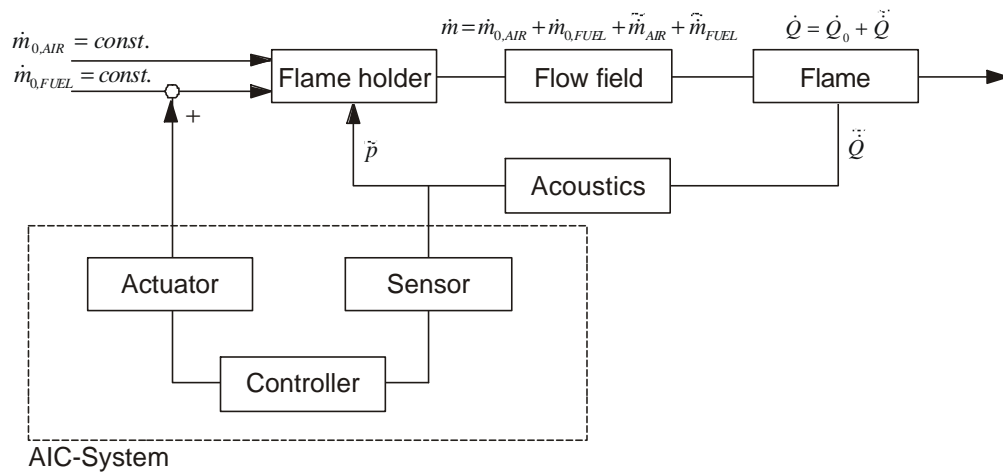 ṁ₀,AIR = const.
ṁ₀,FUEL = const.
+
Flame holder
ṁ = ṁ₀,AIR + ṁ₀,FUEL + ṁ̃AIR + ṁ̃FUEL
Flow field
Q̇ = Q̇₀ + Q̇̃
Flame
p̃
Q̇̃
Acoustics
Actuator
Sensor
Controller
AIC-System